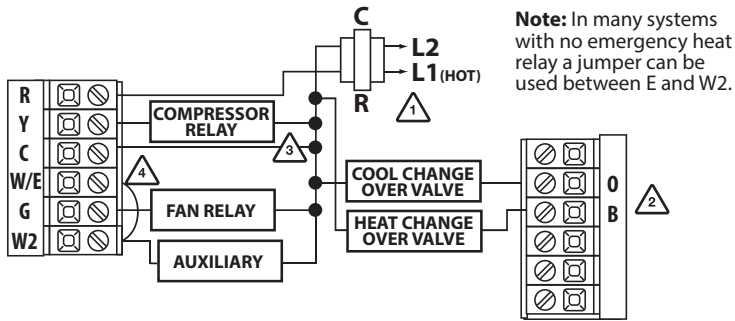 C
Note: In many systems
with no emergency heat
relay a jumper can be
used between E and W2.
L2
L1 (HOT)
R
1
R
Y
C
W/E
G
W2
COMPRESSOR
RELAY
3
4
FAN RELAY
AUXILIARY
COOL CHANGE
OVER VALVE
HEAT CHANGE
OVER VALVE
O
B
2